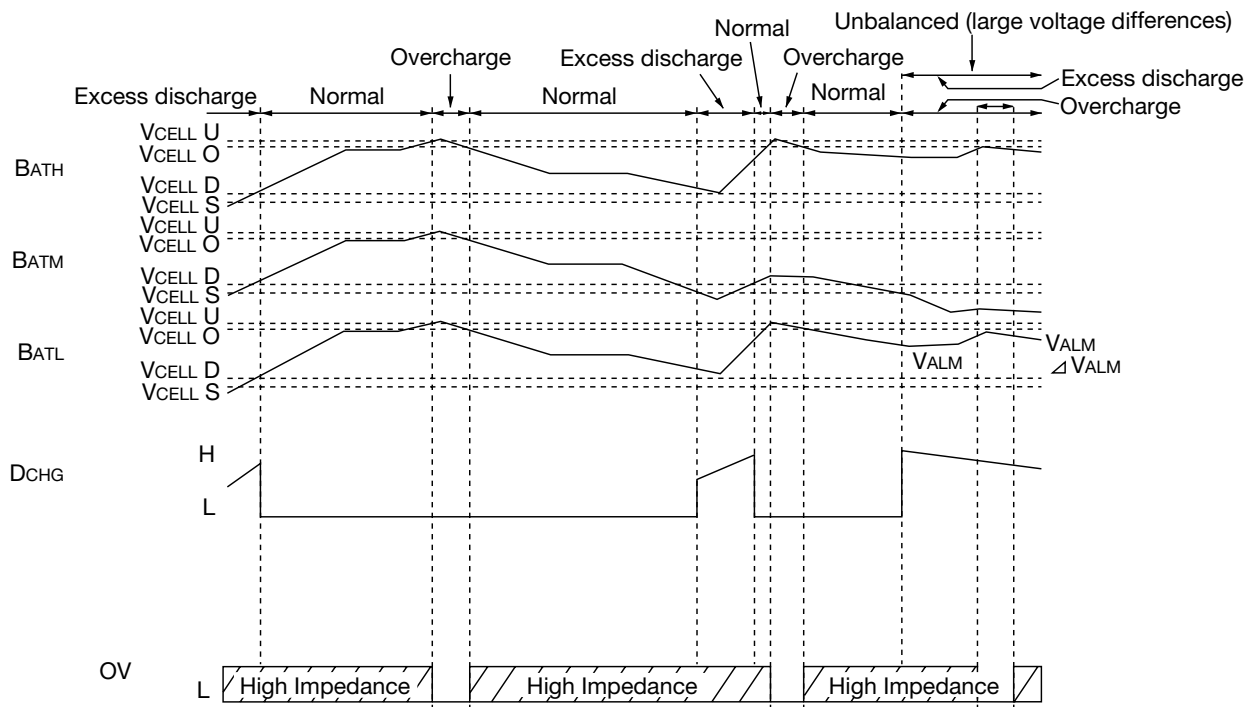 Unbalanced (large voltage differences)
Normal
Overcharge
Excess discharge
Overcharge
Excess discharge
Excess discharge
Normal
Normal
Normal
Overcharge
VCELL U
VCELL O
BATH
VCELL D
VCELL S
VCELL U
VCELL O
BATM
VCELL D
VCELL S
VCELL U
VCELL O
BATL
VALM
VALM
VCELL D
⊿ VALM
VCELL S
H
DCHG
L
OV
L
High Impedance
High Impedance
High Impedance